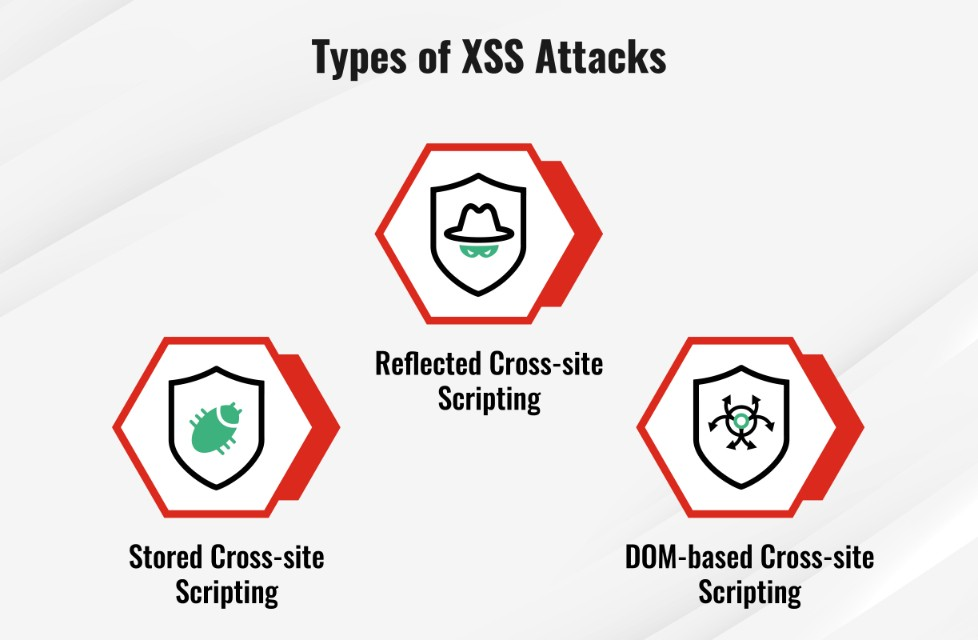 Types of XSS Attacks
Reflected Cross-site
Scripting
Stored Cross-site
Scripting
DOM-based Cross-site
Scripting